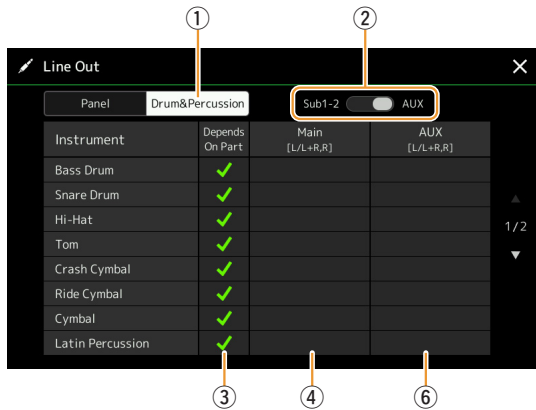 ① ②
Line Out
Panel Drum&Percussion Sub1-2 AUX
Instrument Depends On Part Main [L/L+R,R] AUX [L/L+R,R]
Bass Drum
Snare Drum
Hi-Hat
1/2
Tom
Crash Cymbal
Ride Cymbal
Cymbal
Latin Percussion
③ ④ ⑥